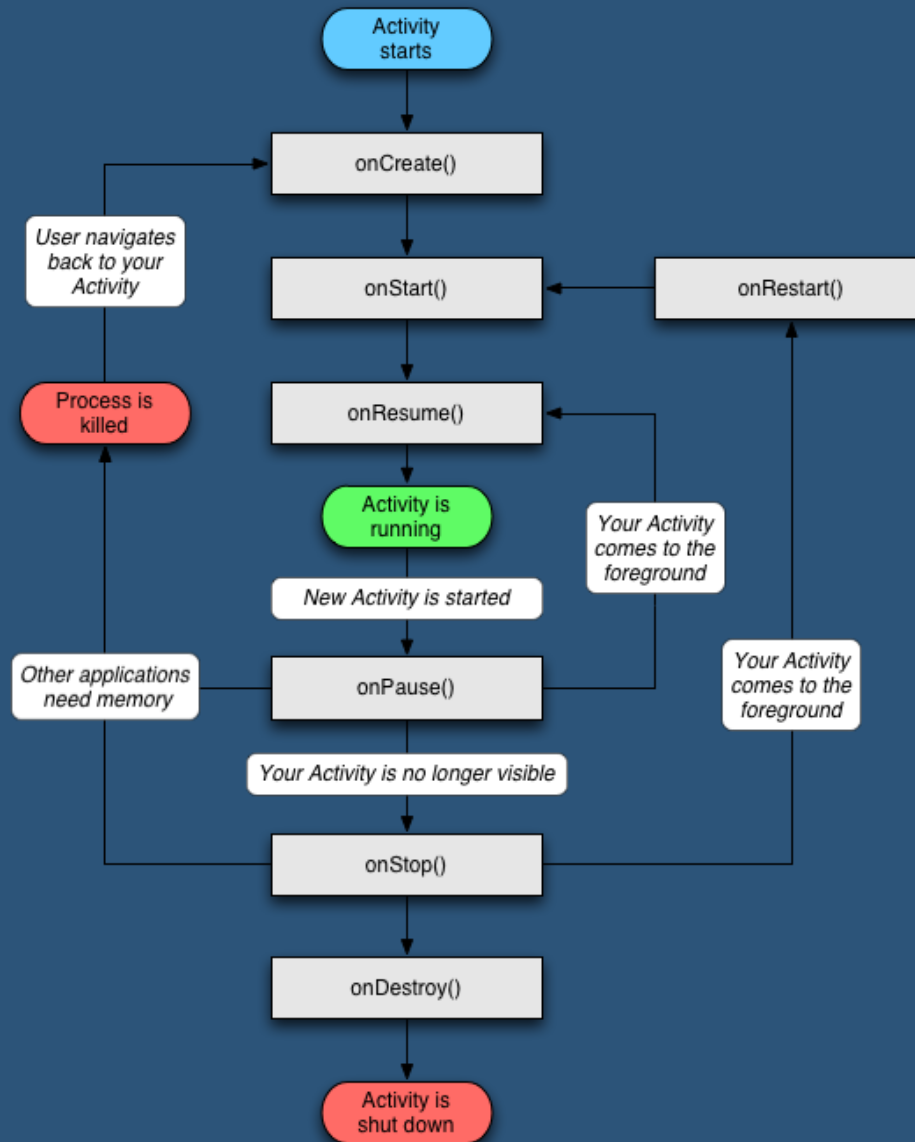 Activity
starts
onCreate()
User navigates
back to your
Activity
onStart()
onRestart()
Process is
killed
onResume()
Activity is
running
Your Activity
comes to the
foreground
New Activity is started
Other applications
need memory
onPause()
Your Activity
comes to the
foreground
Your Activity is no longer visible
onStop()
onDestroy()
Activity is
shut down